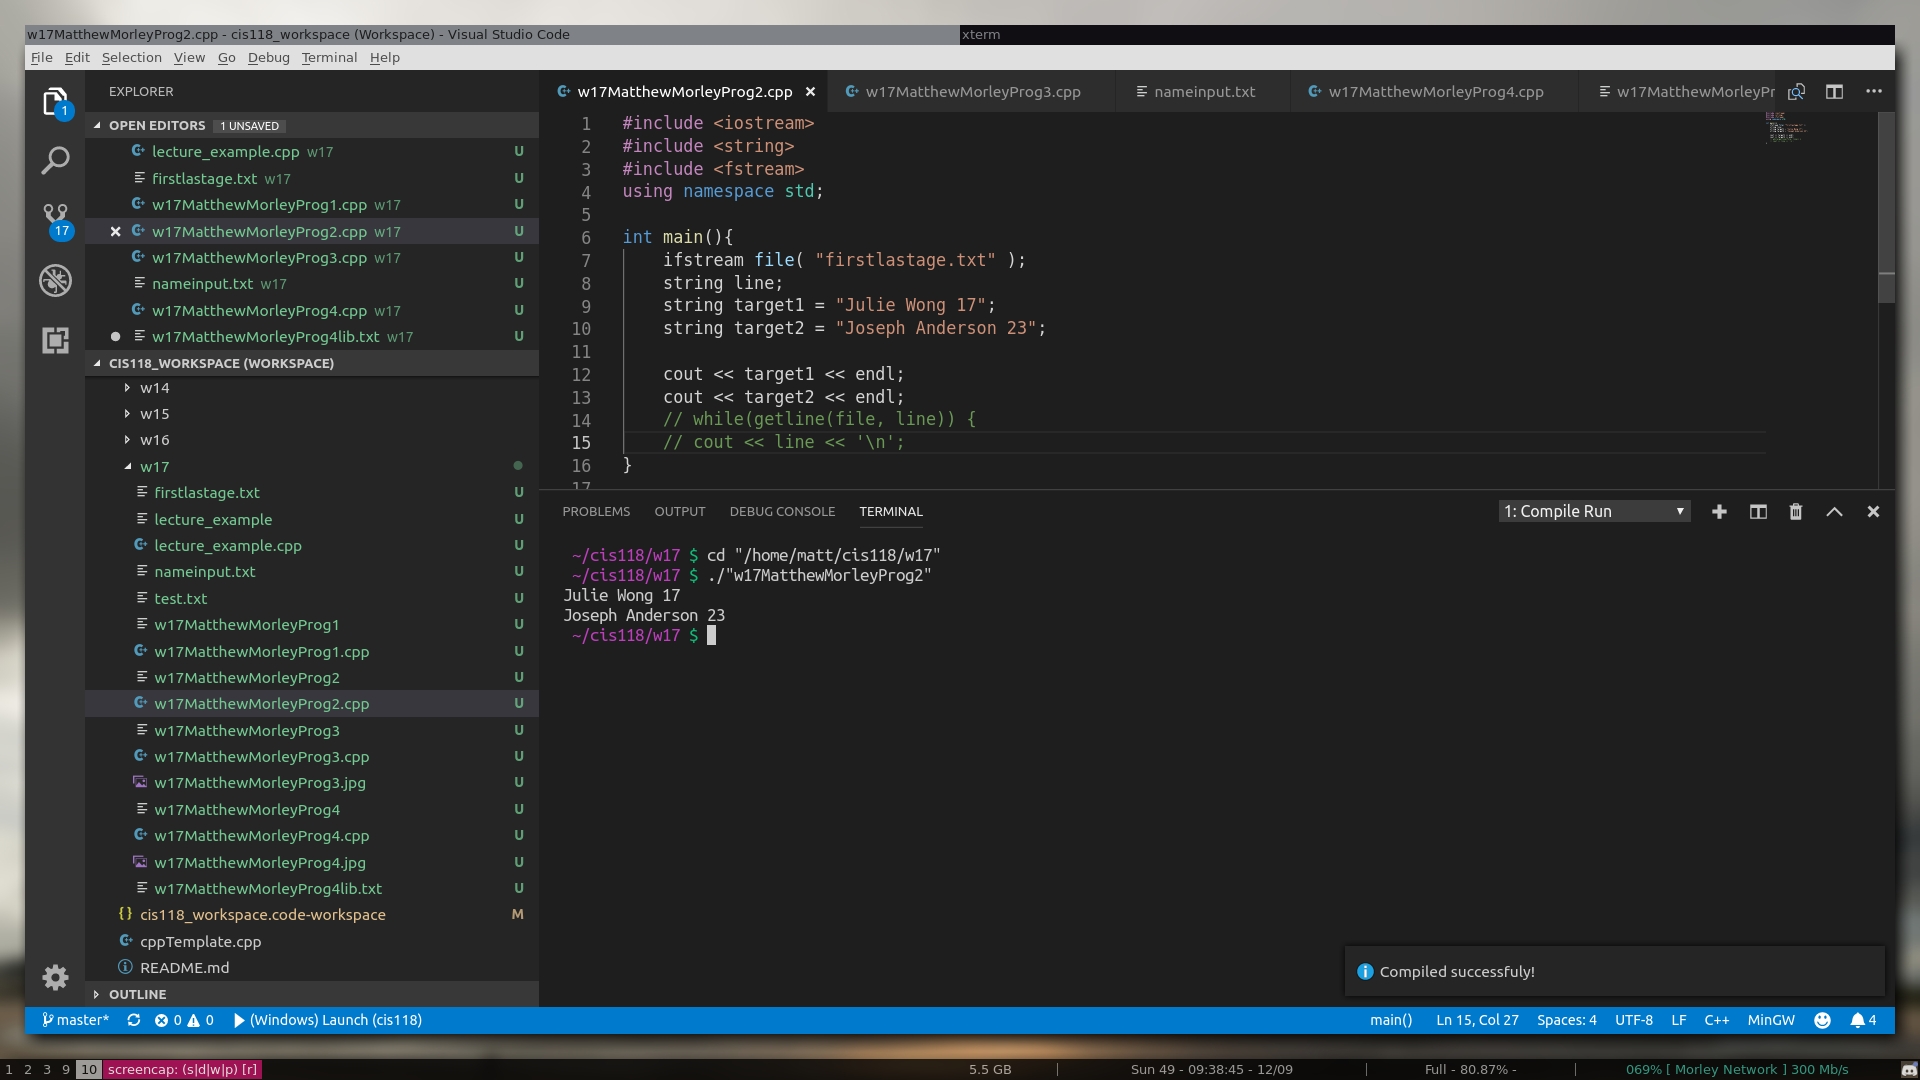 w17MatthewMorleyProg2.cpp - cis118_workspace (Workspace) - Visual Studio Code
xterm
File Edit Selection View Go Debug Terminal Help
1
17
EXPLORER
OPEN EDITORS 1 UNSAVED
lecture_example.cpp w17 U
firstlastage.txt w17 U
w17MatthewMorleyProg1.cpp w17 U
w17MatthewMorleyProg2.cpp w17 U
w17MatthewMorleyProg3.cpp w17 U
nameinput.txt w17 U
w17MatthewMorleyProg4.cpp w17 U
w17MatthewMorleyProg4lib.txt w17 U
CIS118_WORKSPACE (WORKSPACE)
w14
w15
w16
w17
firstlastage.txt U
lecture_example U
lecture_example.cpp U
nameinput.txt U
test.txt U
w17MatthewMorleyProg1 U
w17MatthewMorleyProg1.cpp U
w17MatthewMorleyProg2 U
w17MatthewMorleyProg2.cpp U
w17MatthewMorleyProg3 U
w17MatthewMorleyProg3.cpp U
w17MatthewMorleyProg3.jpg U
w17MatthewMorleyProg4 U
w17MatthewMorleyProg4.cpp U
w17MatthewMorleyProg4.jpg U
w17MatthewMorleyProg4lib.txt U
{} cis118_workspace.code-workspace M
cppTemplate.cpp
README.md
OUTLINE
w17MatthewMorleyProg2.cpp w17MatthewMorleyProg3.cpp nameinput.txt w17MatthewMorleyProg4.cpp w17MatthewMorleyPr
1 #include <iostream>
2 #include <string>
3 #include <fstream>
4 using namespace std;
5
6 int main(){
7 ifstream file( "firstlastage.txt" );
8 string line;
9 string target1 = "Julie Wong 17";
10 string target2 = "Joseph Anderson 23";
11
12 cout << target1 << endl;
13 cout << target2 << endl;
14 // while(getline(file, line)) {
15 // cout << line << '\n';
16 }
17
PROBLEMS OUTPUT DEBUG CONSOLE TERMINAL 1: Compile Run
~/cis118/w17 $ cd "/home/matt/cis118/w17"
~/cis118/w17 $ ./"w17MatthewMorleyProg2"
Julie Wong 17
Joseph Anderson 23
~/cis118/w17 $
Compiled successfuly!
master* 0 0 (Windows) Launch (cis118) main() Ln 15, Col 27 Spaces: 4 UTF-8 LF C++ MinGW 4
1 2 3 9 10 screencap: (s|d|w|p) [r] 5.5 GB | Sun 49 - 09:38:45 - 12/09 | Full - 80.87% - | 069% [ Morley Network ] 300 Mb/s